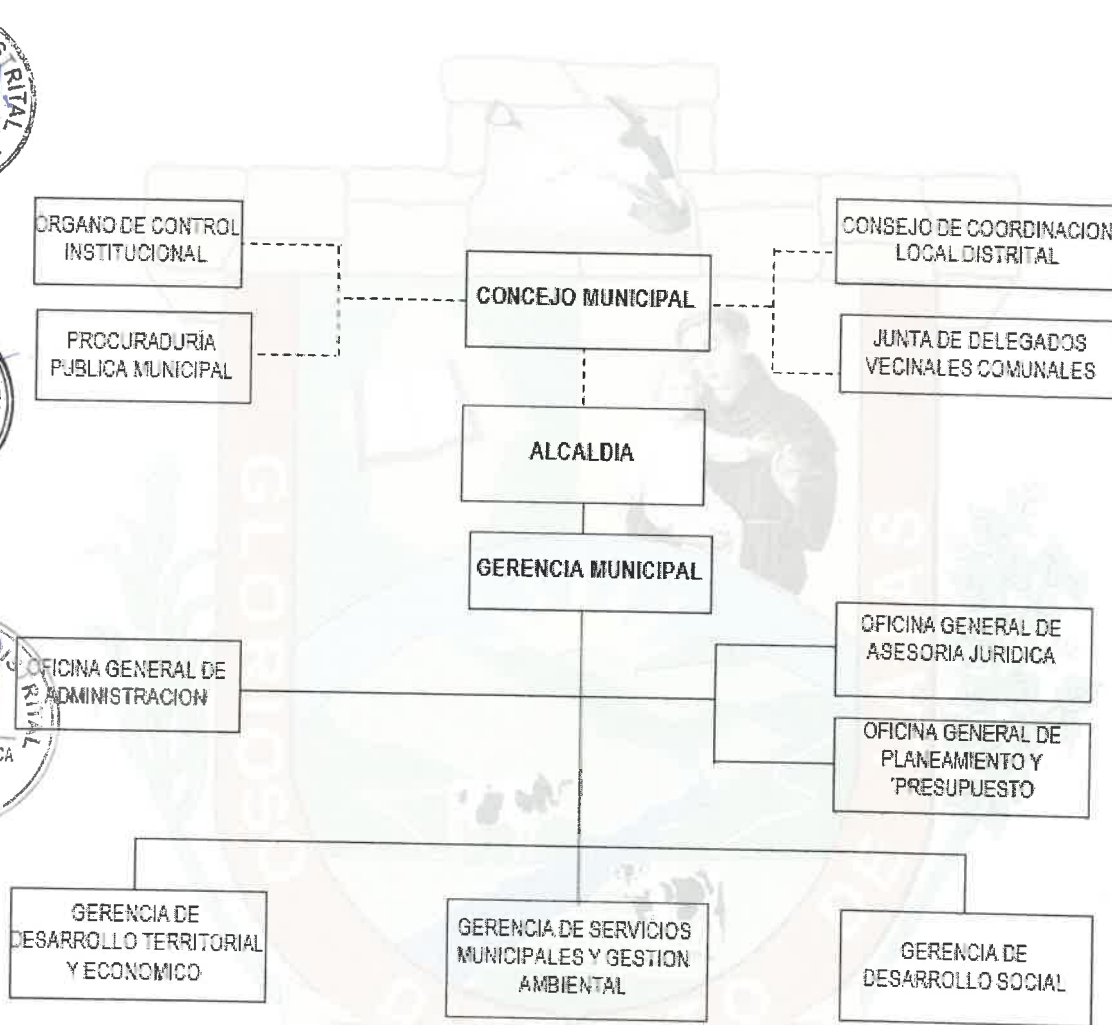 STRITAL
ORGANO DE CONTROL
INSTITUCIONAL
CONSEJO DE COORDINACION
LOCAL DISTRITAL
CONCEJO MUNICIPAL
PROCURADURÍA
PUBLICA MUNICIPAL
JUNTA DE DELEGADOS
VECINALES COMUNALES
ALCALDIA
GERENCIA MUNICIPAL
OFICINA GENERAL DE
ADMINISTRACION
OFICINA GENERAL DE
ASESORIA JURIDICA
OFICINA GENERAL DE
PLANEAMIENTO Y
PRESUPUESTO
GERENCIA DE
DESARROLLO TERRITORIAL
Y ECONOMICO
GERENCIA DE SERVICIOS
MUNICIPALES Y GESTION
AMBIENTAL
GERENCIA DE
DESARROLLO SOCIAL